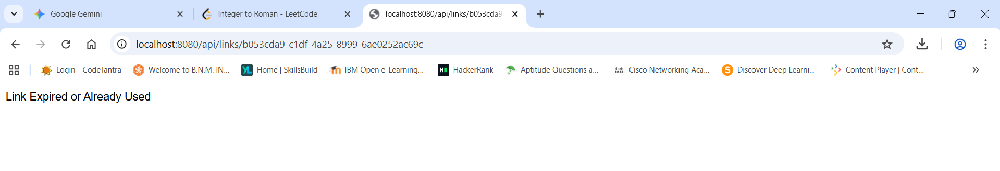 Google Gemini
Integer to Roman - LeetCode
localhost:8080/api/links/b053cda9
localhost:8080/api/links/b053cda9-c1df-4a25-8999-6ae0252ac69c
Login - CodeTantra
Welcome to B.N.M. IN...
YL
Home | SkillsBuild
IBM Open e-Learning...
H
HackerRank
Aptitude Questions a...
cisco
Cisco Networking Aca...
S
Discover Deep Learni...
Content Player | Cont...
Link Expired or Already Used